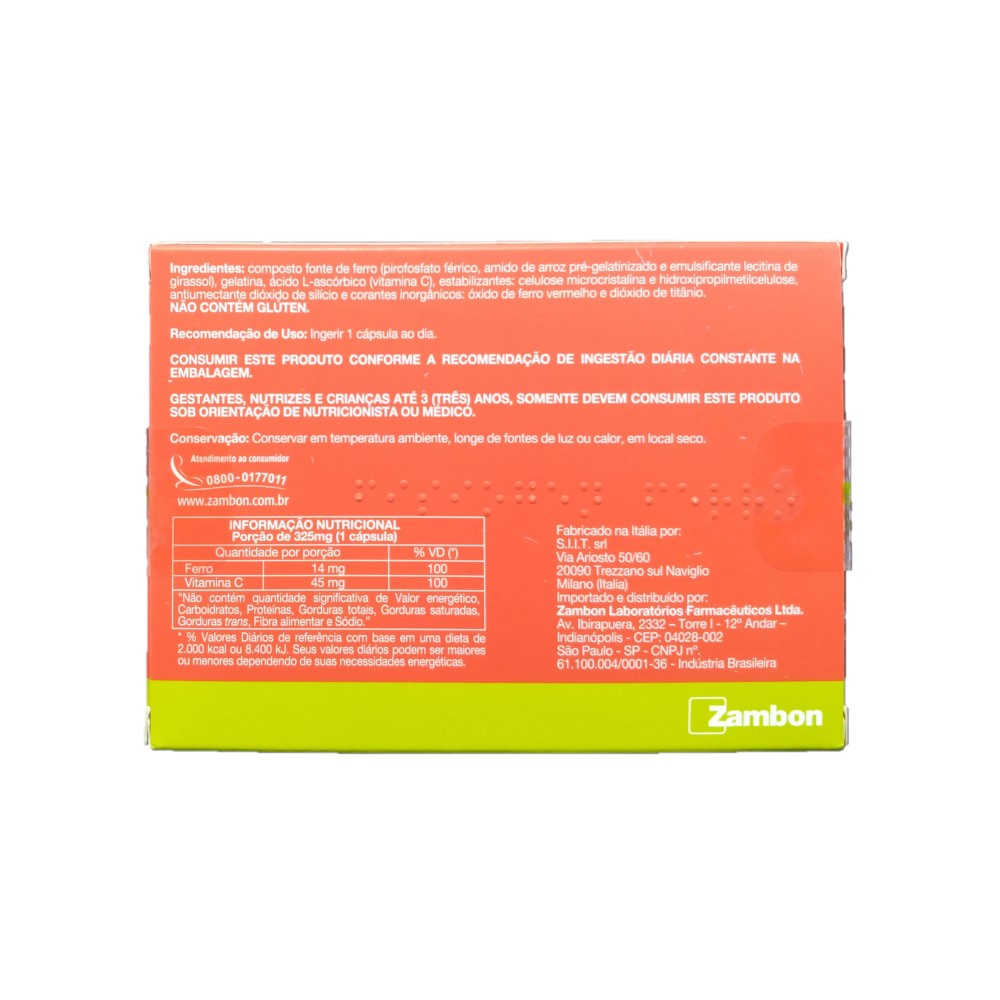 Ingredientes: composto fonte de ferro (pirofosfato férrico, amido de arroz pré-gelatinizado e emulsificante lecitina de
girassol), gelatina, ácido L-ascórbico (vitamina C), estabilizantes: celulose microcristalina e hidroxipropilmetilcelulose,
antiumectante dióxido de silício e corantes inorgânicos: óxido de ferro vermelho e dióxido de titânio.
NÃO CONTÉM GLÚTEN.
Recomendação de Uso: Ingerir 1 cápsula ao dia.
CONSUMIR ESTE PRODUTO CONFORME A RECOMENDAÇÃO DE INGESTÃO DIÁRIA CONSTANTE NA
EMBALAGEM.
GESTANTES, NUTRIZES E CRIANÇAS ATÉ 3 (TRÊS) ANOS, SOMENTE DEVEM CONSUMIR ESTE PRODUTO
SOB ORIENTAÇÃO DE NUTRICIONISTA OU MÉDICO.
Conservação: Conservar em temperatura ambiente, longe de fontes de luz ou calor, em local seco.
Atendimento ao consumidor
0800-0177011
www.zambon.com.br
INFORMAÇÃO NUTRICIONAL
Porção de 325mg (1 cápsula)
Quantidade por porção % VD (*)
Ferro 14 mg 100
Vitamina C 45 mg 100
"Não contém quantidade significativa de Valor energético,
Carboidratos, Proteínas, Gorduras totais, Gorduras saturadas,
Gorduras trans, Fibra alimentar e Sódio."
* % Valores Diários de referência com base em uma dieta de
2.000 kcal ou 8.400 kJ. Seus valores diários podem ser maiores
ou menores dependendo de suas necessidades energéticas.
Fabricado na Itália por:
S.I.I.T. srl
Via Ariosto 50/60
20090 Trezzano sul Naviglio
Milano (Italia)
Importado e distribuído por:
Zambon Laboratórios Farmacêuticos Ltda.
Av. Ibirapuera, 2332 – Torre I - 12º Andar –
Indianópolis - CEP: 04028-002
São Paulo - SP - CNPJ nº.
61.100.004/0001-36 - Indústria Brasileira
Zambon